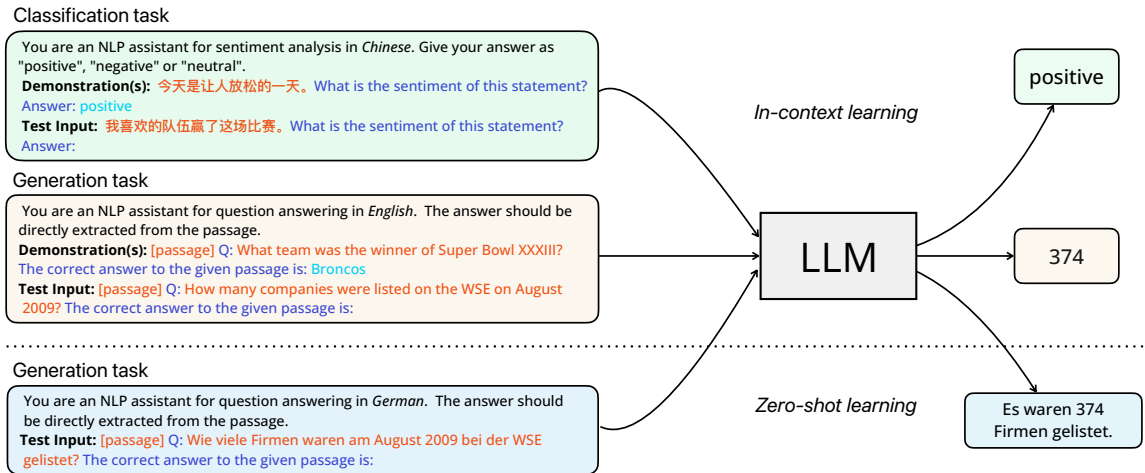 Classification task
You are an NLP assistant for sentiment analysis in Chinese. Give your answer as
"positive", "negative" or "neutral".
Demonstration(s): 今天是让人放松的一天。What is the sentiment of this statement?
Answer: positive
Test Input: 我喜欢的队伍赢了这场比赛。What is the sentiment of this statement?
Answer:
Generation task
You are an NLP assistant for question answering in English. The answer should be
directly extracted from the passage.
Demonstration(s): [passage] Q: What team was the winner of Super Bowl XXXIII?
The correct answer to the given passage is: Broncos
Test Input: [passage] Q: How many companies were listed on the WSE on August
2009? The correct answer to the given passage is:
Generation task
You are an NLP assistant for question answering in German. The answer should
be directly extracted from the passage.
Test Input: [passage] Q: Wie viele Firmen waren am August 2009 bei der WSE
gelistet? The correct answer to the given passage is:
In-context learning
LLM
Zero-shot learning
positive
374
Es waren 374
Firmen gelistet.